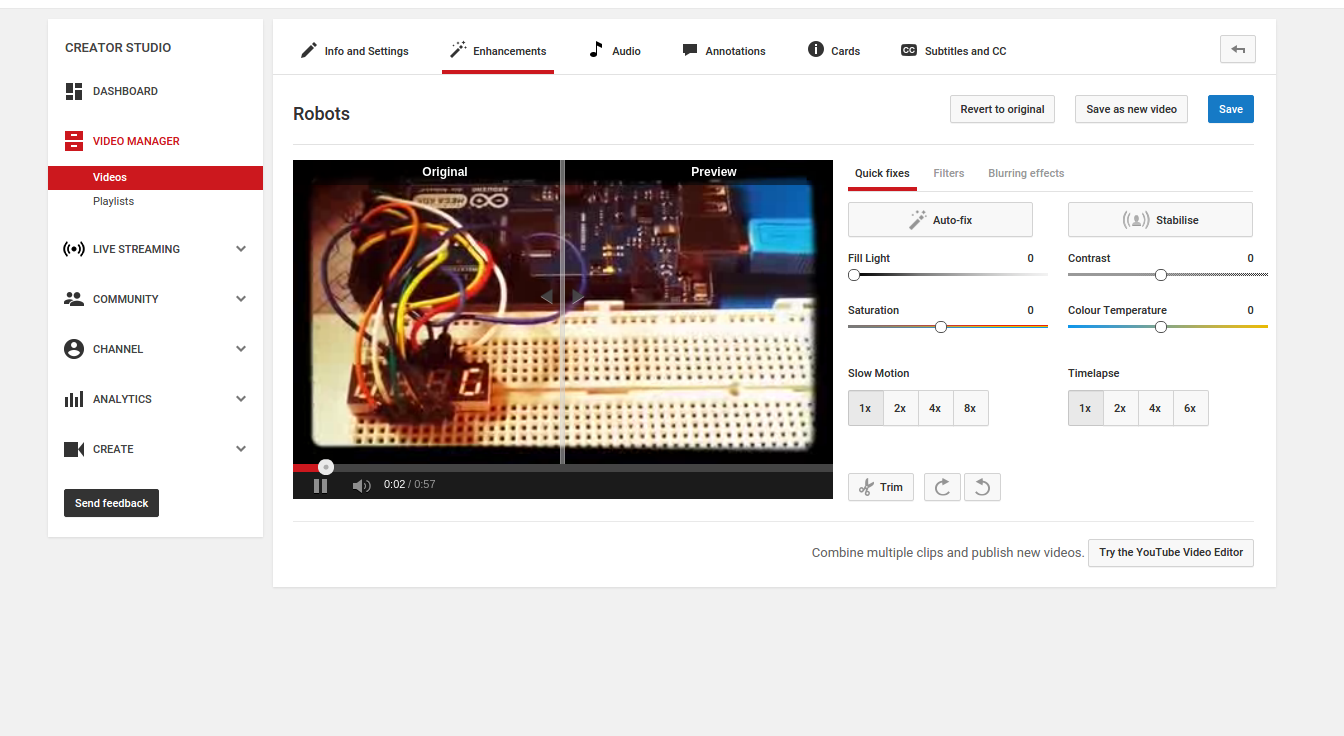 CREATOR STUDIO
DASHBOARD
VIDEO MANAGER
Videos
Playlists
LIVE STREAMING
COMMUNITY
CHANNEL
ANALYTICS
CREATE
Send feedback
Info and Settings
Enhancements
Audio
Annotations
Cards
CC Subtitles and CC
Robots
Revert to original
Save as new video
Save
Original
Preview
0:02 / 0:57
Quick fixes
Filters
Blurring effects
Auto-fix
Stabilise
Fill Light 0
Contrast 0
Saturation 0
Colour Temperature 0
Slow Motion
1x 2x 4x 8x
Timelapse
1x 2x 4x 6x
Trim
Combine multiple clips and publish new videos.
Try the YouTube Video Editor